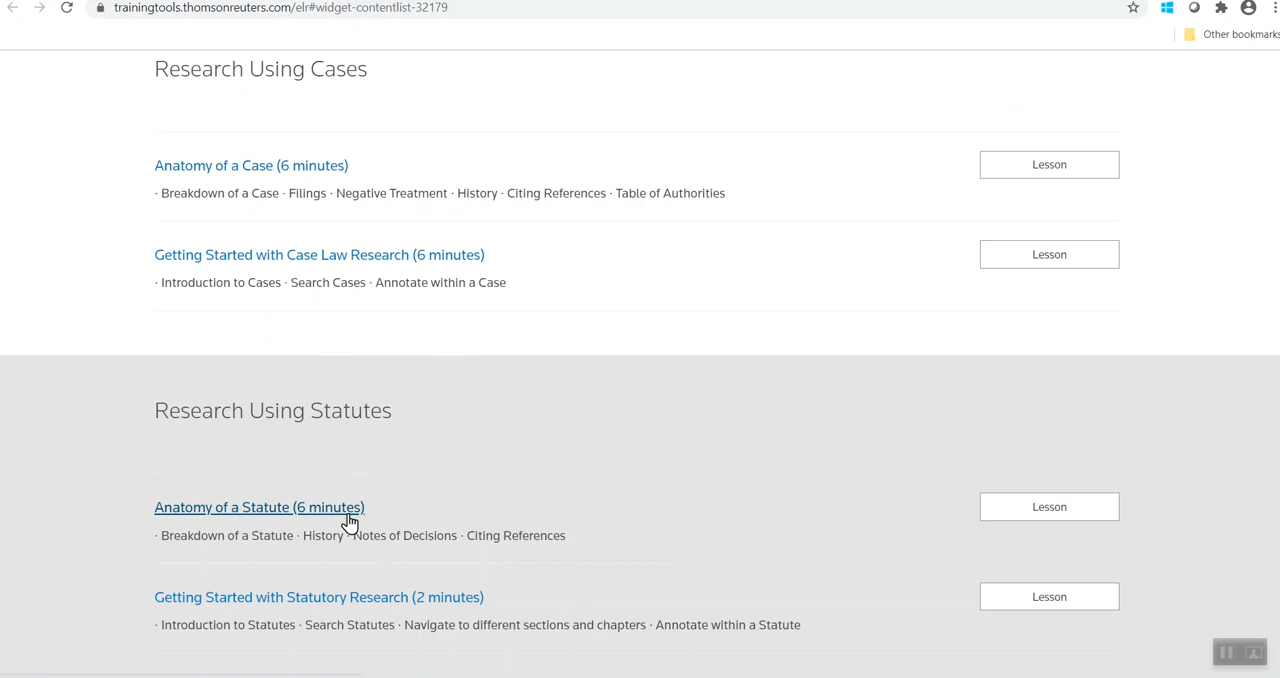 trainingtools.thomsonreuters.com/elr#widget-contentlist-32179
Other bookmarks
Research Using Cases
Anatomy of a Case (6 minutes)
Lesson
· Breakdown of a Case · Filings · Negative Treatment · History · Citing References · Table of Authorities
Getting Started with Case Law Research (6 minutes)
Lesson
· Introduction to Cases · Search Cases · Annotate within a Case
Research Using Statutes
Anatomy of a Statute (6 minutes)
Lesson
· Breakdown of a Statute · History · Notes of Decisions · Citing References
Getting Started with Statutory Research (2 minutes)
Lesson
· Introduction to Statutes · Search Statutes · Navigate to different sections and chapters · Annotate within a Statute